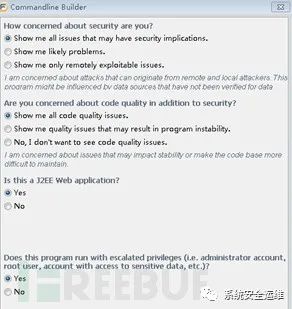 Commandline Builder
How concerned about security are you?
Show me all issues that may have security implications.
Show me likely problems.
Show me only remotely exploitable issues.
I am concerned about attacks that can originate from remote and local attackers. This
program might be influenced by data sources that have not been verified for data
Are you concerned about code quality in addition to security?
Show me all code quality issues.
Show me quality issues that may result in program instability.
No, I don't want to see code quality issues.
I am concerned about issues that may impact stability or make the code base more
difficult to maintain.
Is this a J2EE Web application?
Yes
No
Does this program run with escalated privileges (i.e. administrator account,
root user, account with access to sensitive data, etc.)?
Yes
No
FREEBUF
系统安全运维